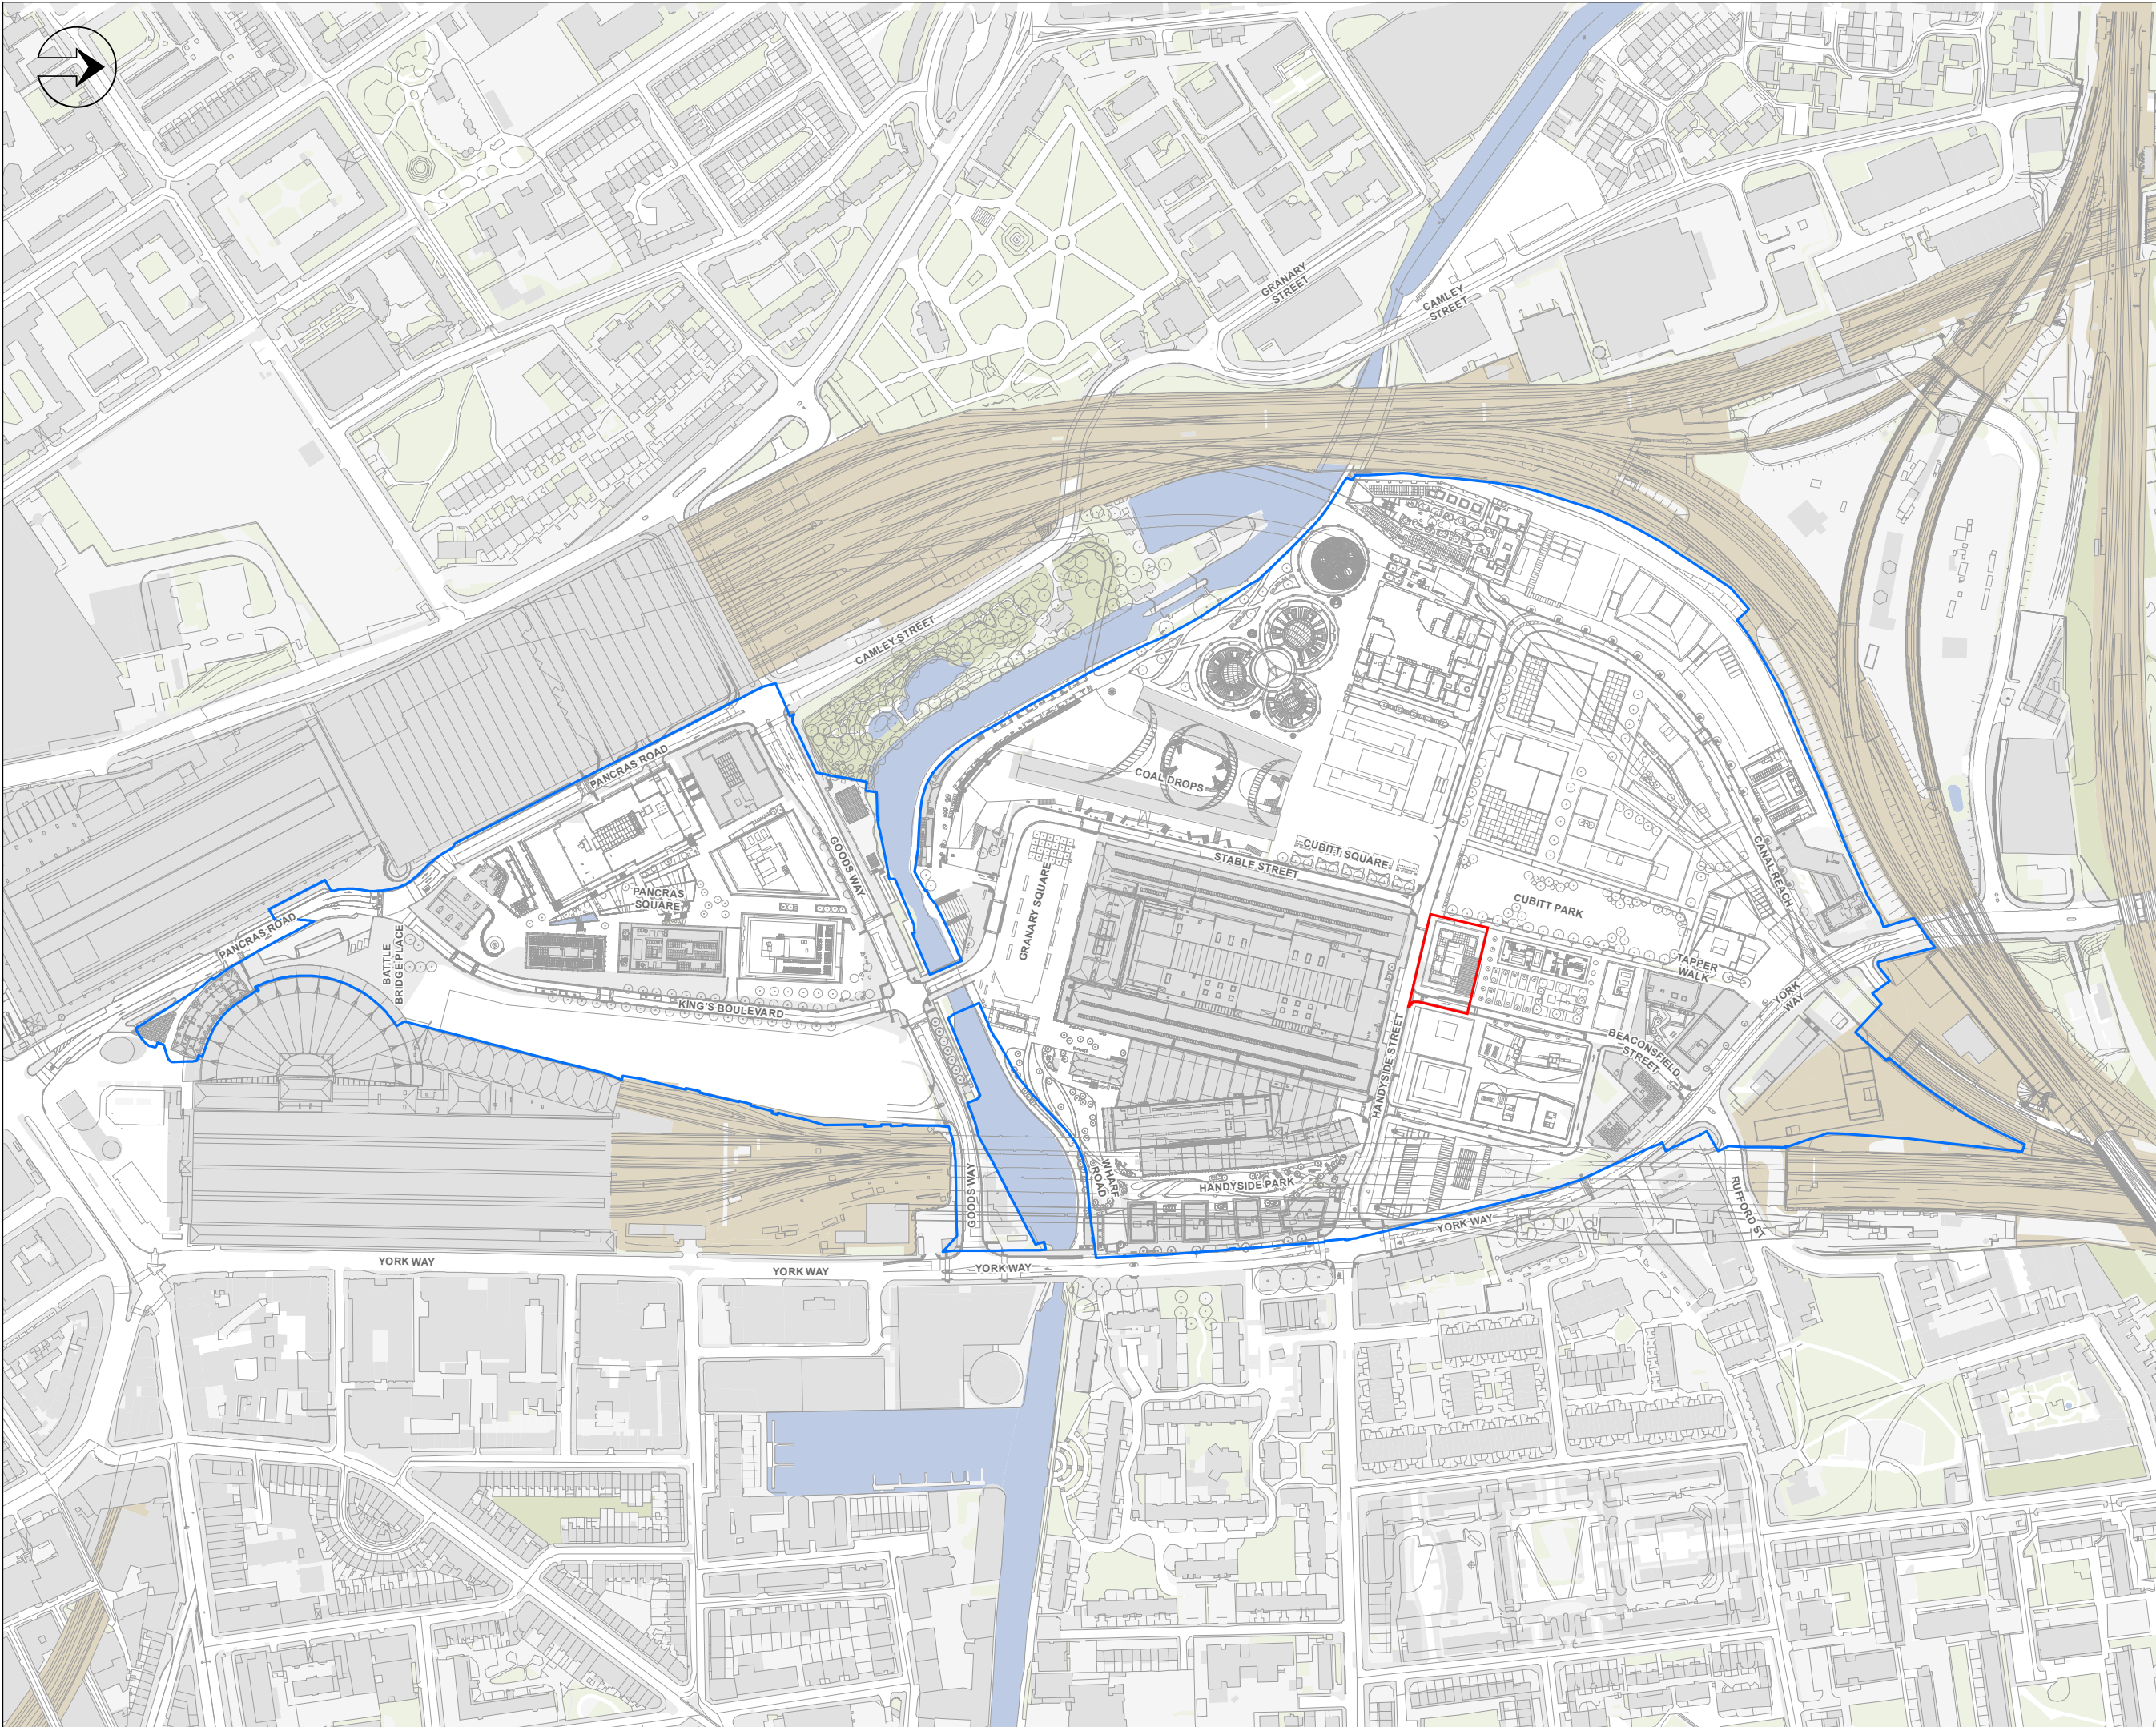 GRANARY
STREET
CAMLEY
STREET
CAMLEY STREET
PANCRAS ROAD
COAL DROPS
GOODS WAY
STABLE STREET
CUBITT SQUARE
GRANARY SQUARE
PANCRAS
SQUARE
CUBITT PARK
CANAL REACH
PANCRAS ROAD
BATTLE
BRIDGE PLACE
KING'S BOULEVARD
TAPPER
WALK
YORK
WAY
BEACONSFIELD
STREET
HANDYSIDE STREET
GOODS WAY
WHARF
ROAD
HANDYSIDE PARK
YORK WAY
RUFFORD ST
YORK WAY
YORK WAY
YORK WAY